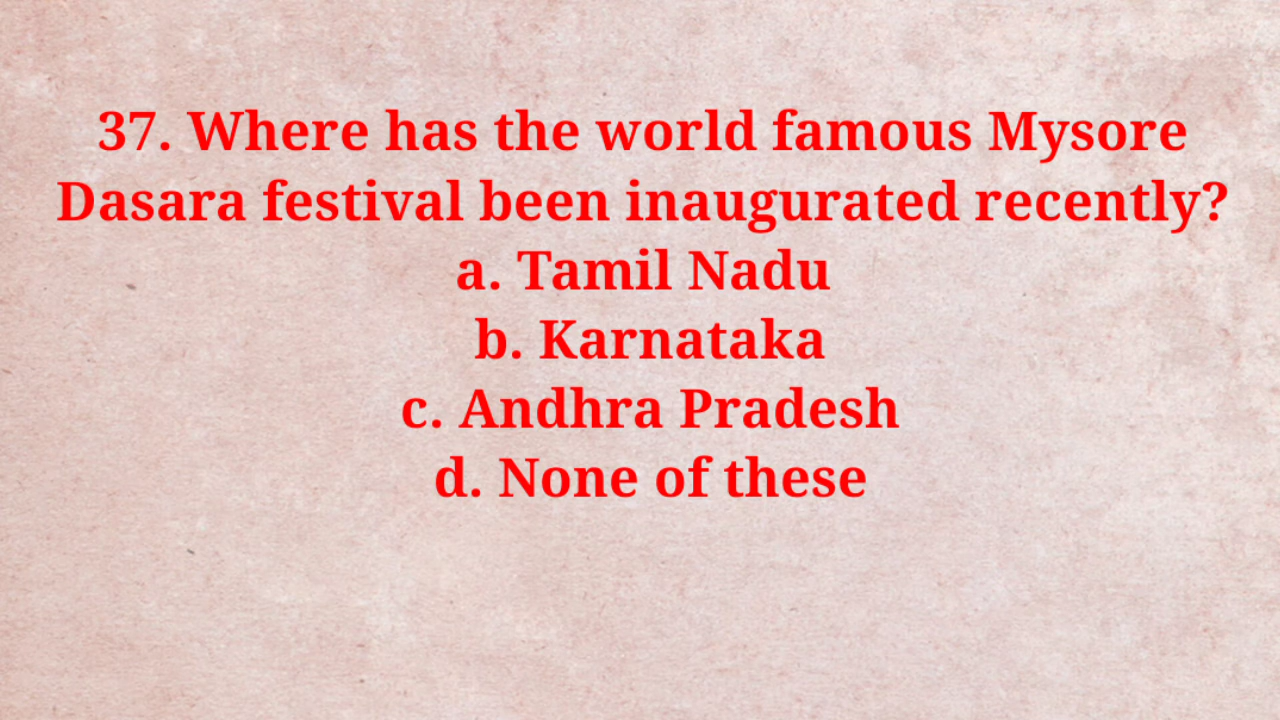 37. Where has the world famous Mysore
Dasara festival been inaugurated recently?
a. Tamil Nadu
b. Karnataka
c. Andhra Pradesh
d. None of these